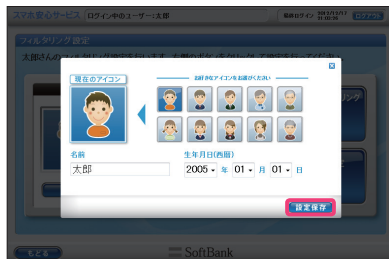 スマホ安心サービス ログイン中のユーザー:太郎
ログアウト
フィルタリング設定
現在のアイコン
お好きなアイコンをお選びください
名前
生年月日(西暦)
太郎
2005 年 01 月 01 日
設定保存
もどる
SoftBank